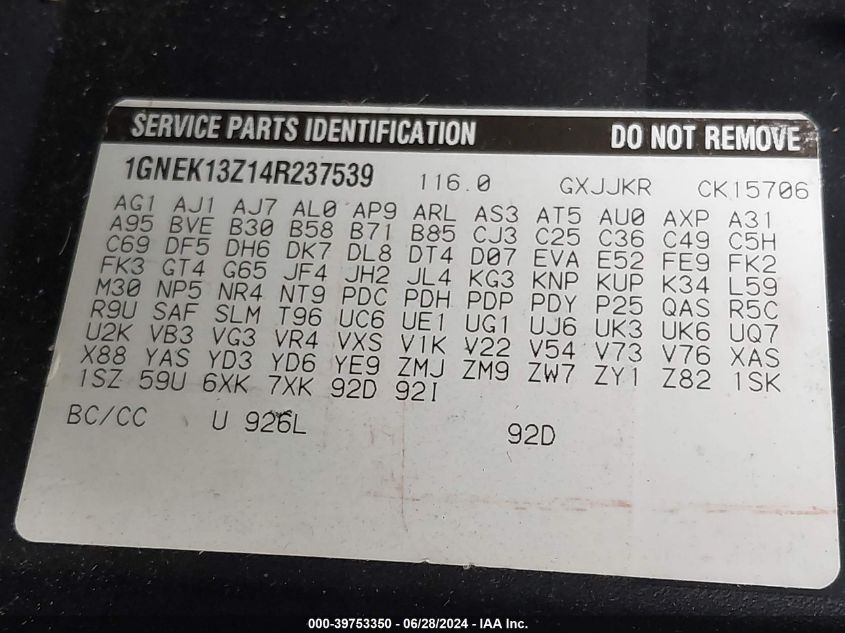 SERVICE PARTS IDENTIFICATION DO NOT REMOVE
1GNEK13Z14R237539 116.0 GXJJKR CK15706
AG1 AJ1 AJ7 AL0 AP9 ARL AS3 AT5 AU0 AXP A31
A95 BVE B30 B58 B71 B85 CJ3 C25 C36 C49 C5H
C69 DF5 DH6 DK7 DL8 DT4 D07 EVA E52 FE9 FK2
FK3 GT4 G65 JF4 JH2 JL4 KG3 KNP KUP K34 L59
M30 NP5 NR4 NT9 PDC PDH PDP PDY P25 QAS R5C
R9U SAF SLM T96 UC6 UE1 UG1 UJ6 UK3 UK6 UQ7
U2K VB3 VG3 VR4 VXS V1K V22 V54 V73 V76 XAS
X88 YAS YD3 YD6 YE9 ZMJ ZM9 ZW7 ZY1 Z82 1SK
1SZ 59U 6XK 7XK 92D 92I
BC/CC U 926L 92D
000-39753350 - 06/28/2024 - IAA Inc.